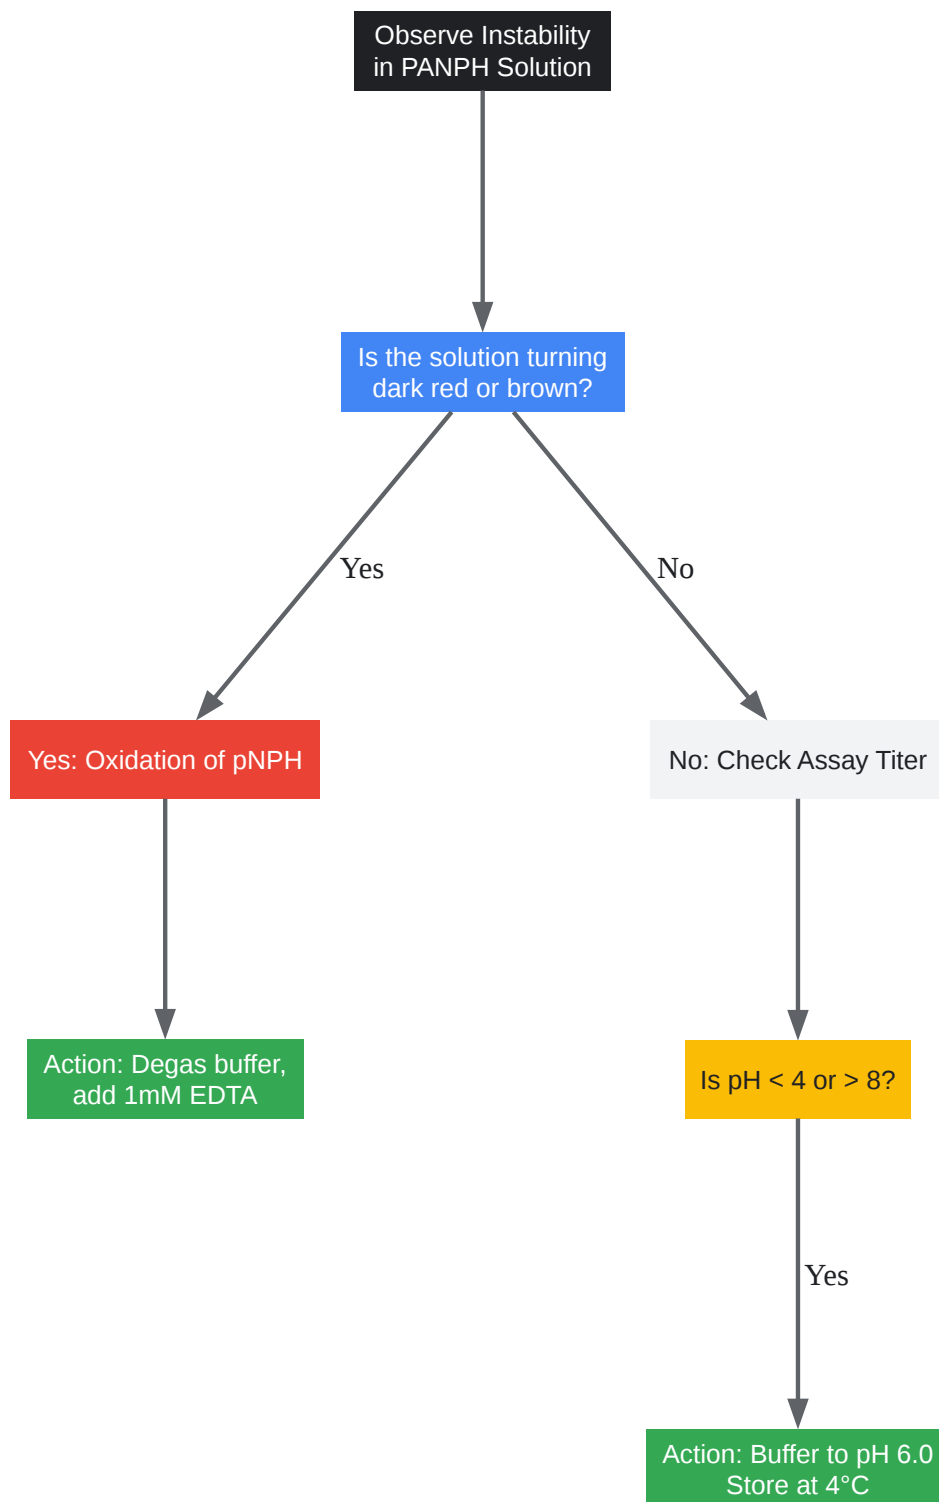 Observe Instability
in PANPH Solution
Is the solution turning
dark red or brown?
Yes
No
Yes: Oxidation of pNPH
No: Check Assay Titer
Action: Degas buffer,
add 1mM EDTA
Is pH < 4 or > 8?
Yes
Action: Buffer to pH 6.0
Store at 4°C